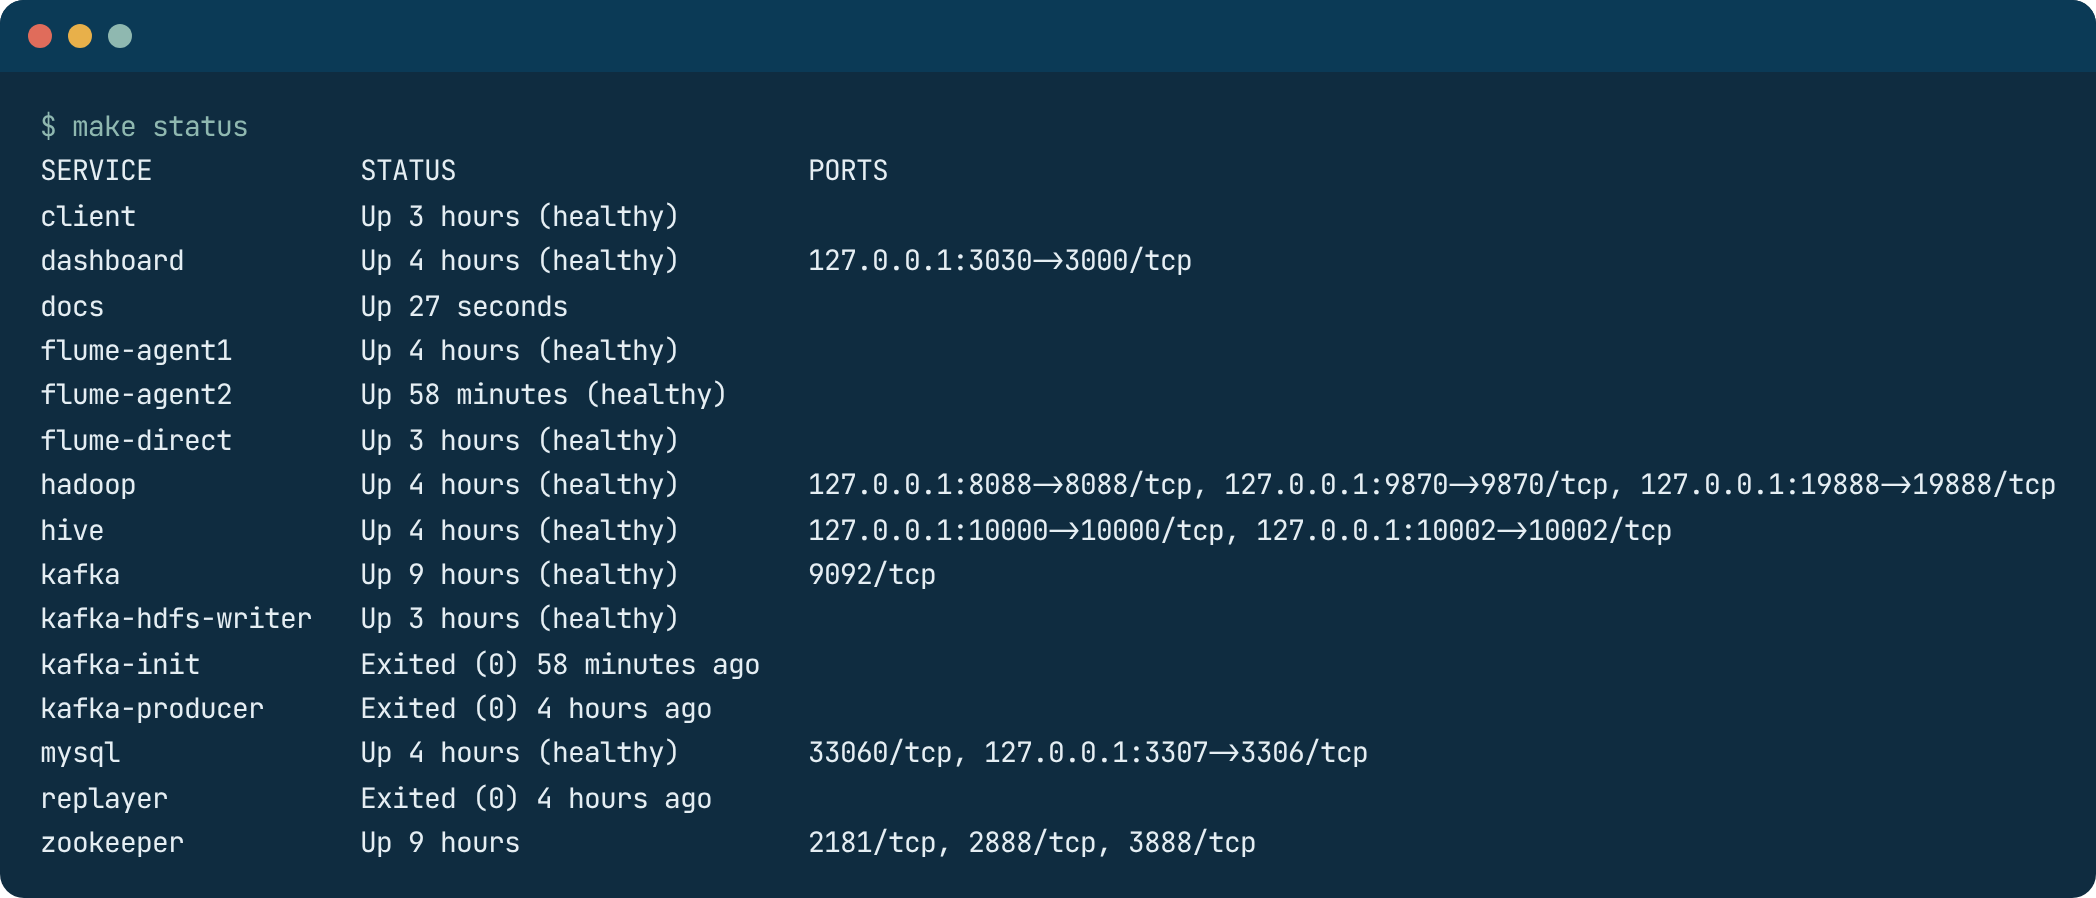 $ make status
SERVICE             STATUS                      PORTS
client              Up 3 hours (healthy)
dashboard           Up 4 hours (healthy)        127.0.0.1:3030->3000/tcp
docs                Up 27 seconds
flume-agent1        Up 4 hours (healthy)
flume-agent2        Up 58 minutes (healthy)
flume-direct        Up 3 hours (healthy)
hadoop              Up 4 hours (healthy)        127.0.0.1:8088->8088/tcp, 127.0.0.1:9870->9870/tcp, 127.0.0.1:19888->19888/tcp
hive                Up 4 hours (healthy)        127.0.0.1:10000->10000/tcp, 127.0.0.1:10002->10002/tcp
kafka               Up 9 hours (healthy)        9092/tcp
kafka-hdfs-writer   Up 3 hours (healthy)
kafka-init          Exited (0) 58 minutes ago
kafka-producer      Exited (0) 4 hours ago
mysql               Up 4 hours (healthy)        33060/tcp, 127.0.0.1:3307->3306/tcp
replayer            Exited (0) 4 hours ago
zookeeper           Up 9 hours                  2181/tcp, 2888/tcp, 3888/tcp